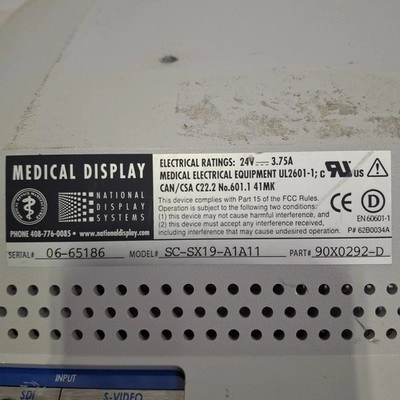 MEDICAL DISPLAY
NATIONAL
DISPLAY
SYSTEMS
PHONE 408-776-0085 • www.nationaldisplay.com
ELECTRICAL RATINGS: 24V 3.75A
MEDICAL ELECTRICAL EQUIPMENT UL2601-1; c UL us
CAN/CSA C22.2 No.601.1 41MK
This device complies with Part 15 of the FCC Rules.
Operation is subject to the following two conditions:
(1) this device may not cause harmful interference, and
(2) this device must accept any interference received,
including interference that may cause undesired operation.
CE D
EN 60601-1
P# 62B0034A
SERIAL# 06-65186 MODEL# SC-SX19-A1A11 PART# 90X0292-D
INPUT
SDI S-VIDEO